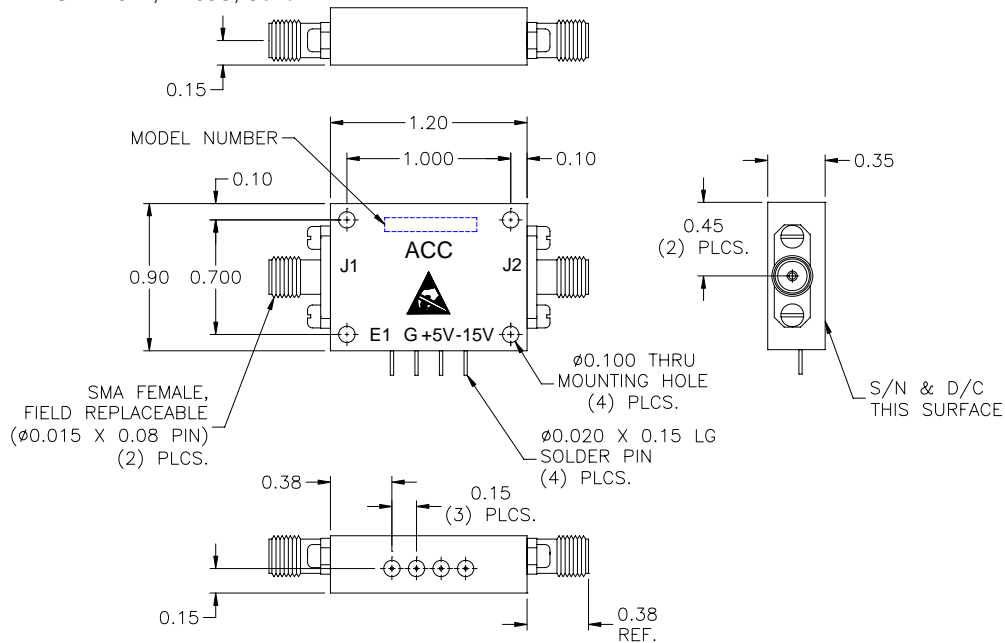 0.15
1.20
MODEL NUMBER
1.000
0.10
0.10
0.35
0.45
(2) PLCS.
ACC
J1
J2
0.90
0.700
E1 G +5V -15V
SMA FEMALE,
FIELD REPLACEABLE
(ø0.015 X 0.08 PIN)
(2) PLCS.
ø0.100 THRU
MOUNTING HOLE
(4) PLCS.
S/N & D/C
THIS SURFACE
ø0.020 X 0.15 LG
SOLDER PIN
(4) PLCS.
0.38
0.15
(3) PLCS.
0.15
0.38
REF.